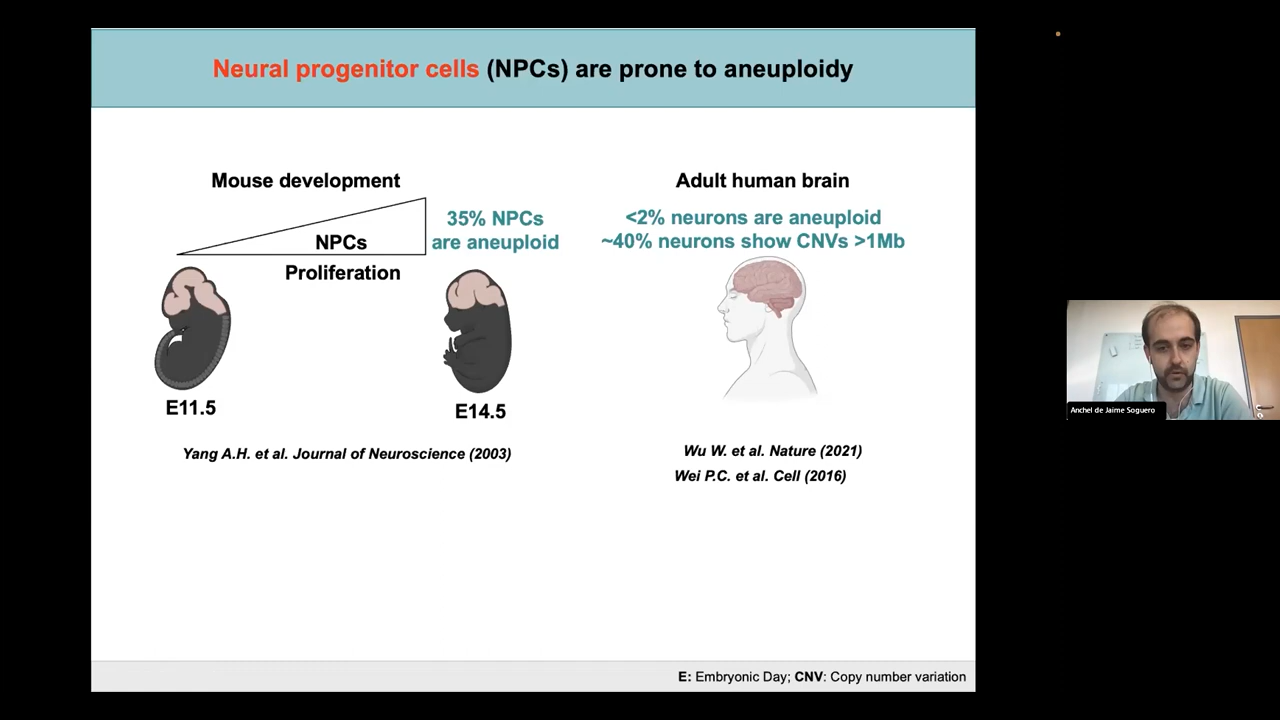 Neural progenitor cells (NPCs) are prone to aneuploidy
Mouse development
35% NPCs
are aneuploid
NPCs
Proliferation
E11.5
E14.5
Yang A.H. et al. Journal of Neuroscience (2003)
Adult human brain
<2% neurons are aneuploid
~40% neurons show CNVs >1Mb
Wu W. et al. Nature (2021)
Wei P.C. et al. Cell (2016)
E: Embryonic Day; CNV: Copy number variation
Anchel de Jaime Soguero